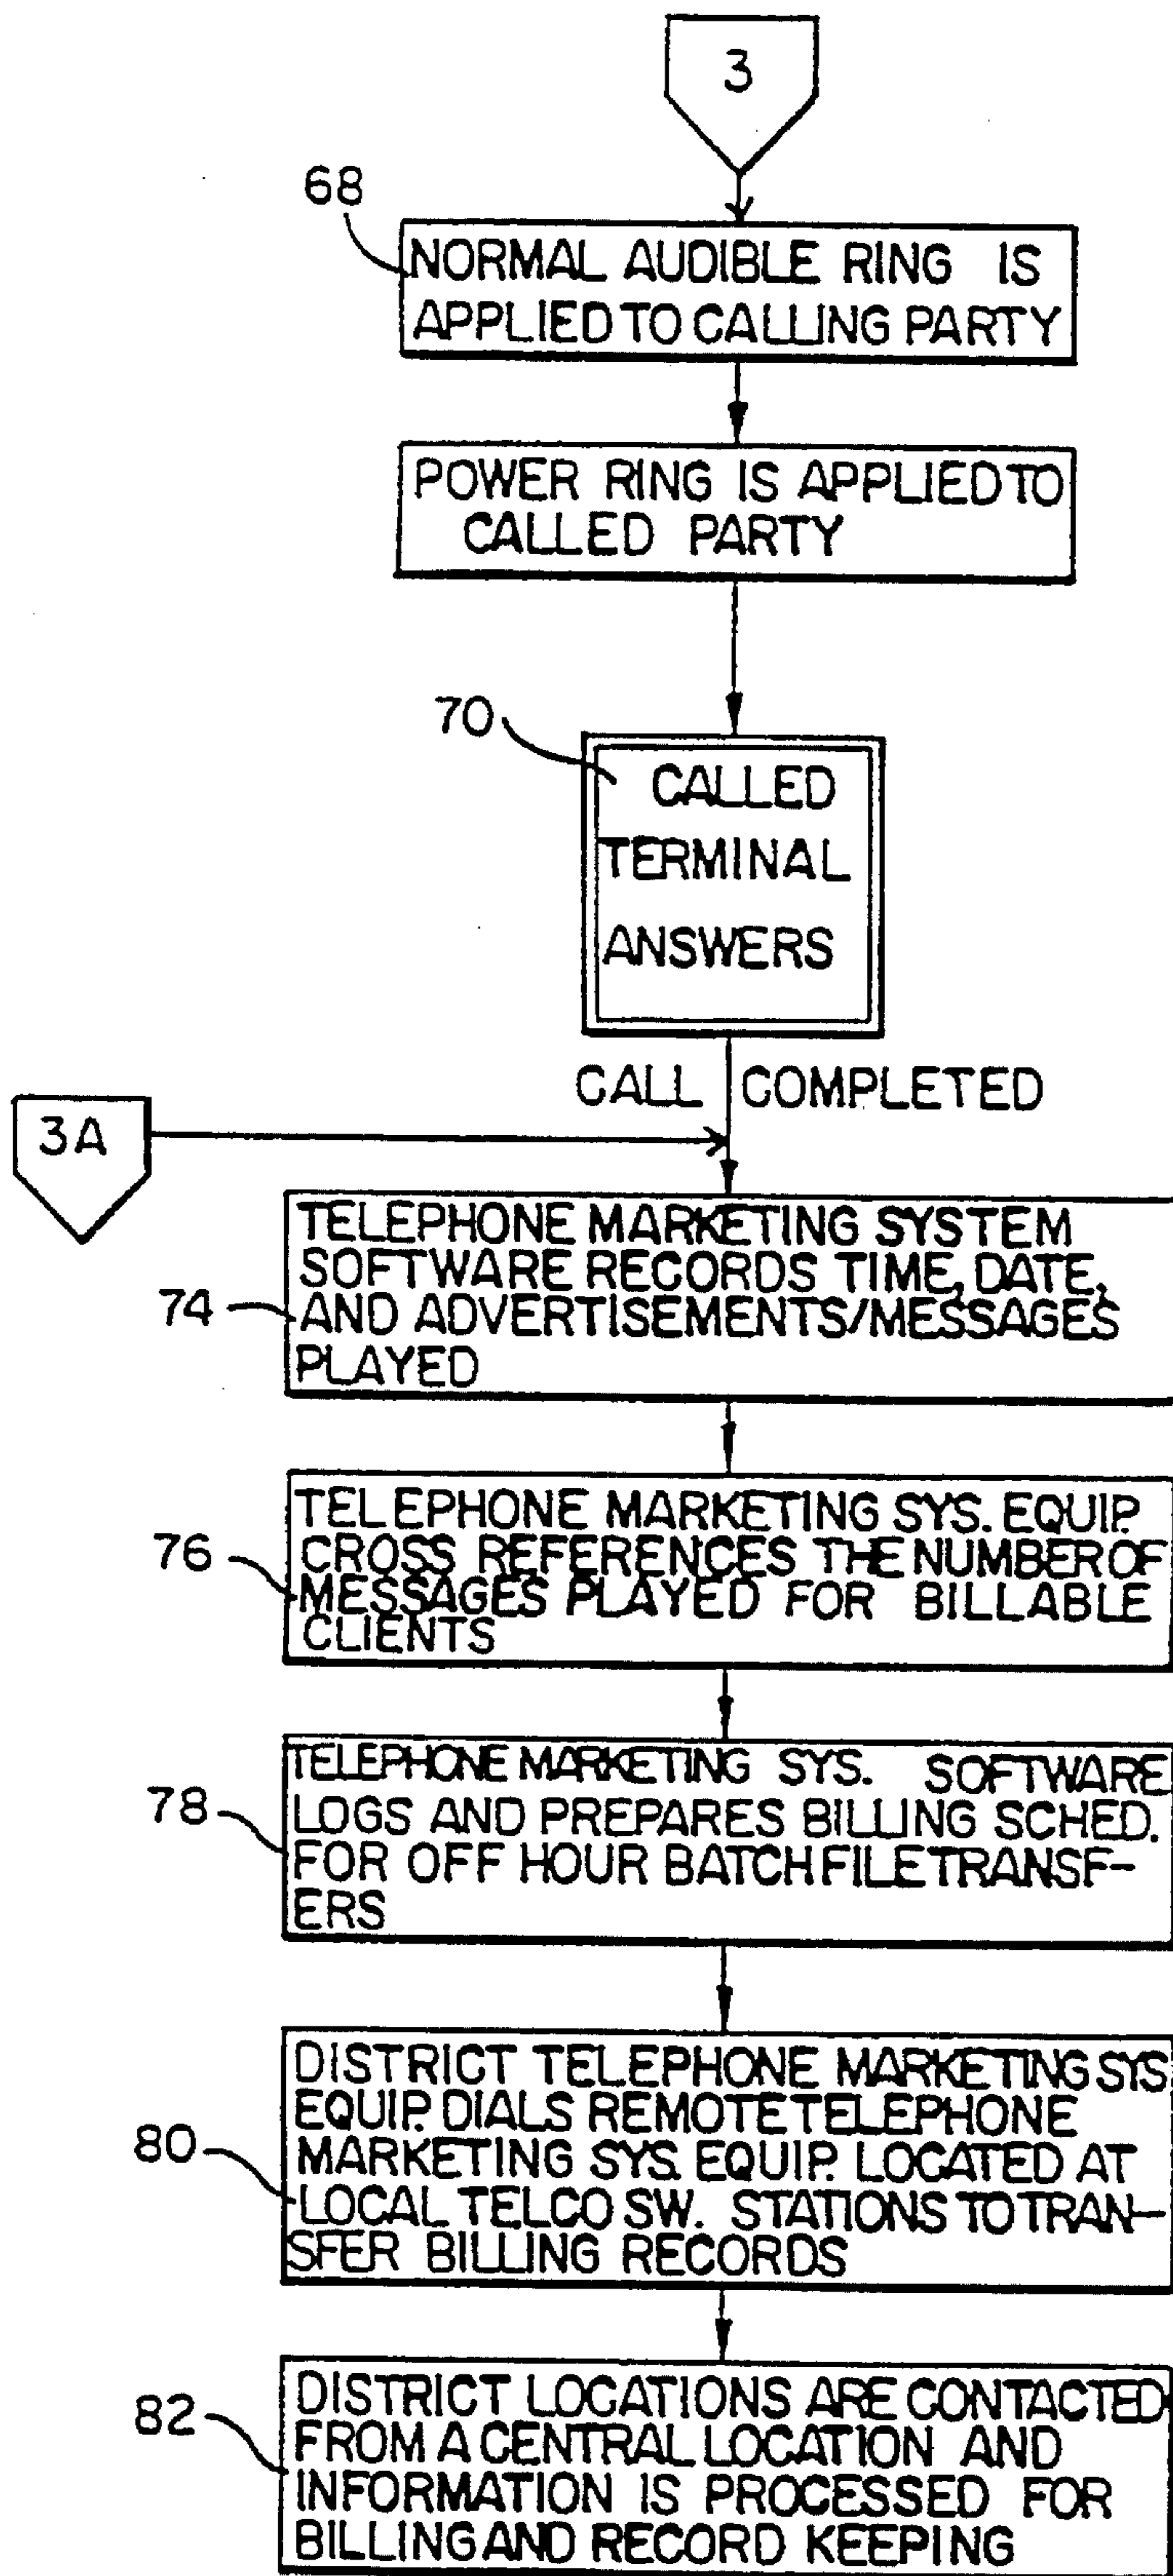 3
68
NORMAL AUDIBLE RING IS
APPLIED TO CALLING PARTY
POWER RING IS APPLIED TO
CALLED PARTY
70
CALLED
TERMINAL
ANSWERS
CALL COMPLETED
3A
74
TELEPHONE MARKETING SYSTEM
SOFTWARE RECORDS TIME, DATE,
AND ADVERTISEMENTS/MESSAGES
PLAYED
76
TELEPHONE MARKETING SYS. EQUIP.
CROSS REFERENCES THE NUMBER OF
MESSAGES PLAYED FOR BILLABLE
CLIENTS
78
TELEPHONE MARKETING SYS. SOFTWARE
LOGS AND PREPARES BILLING SCHED.
FOR OFF HOUR BATCH FILE TRANSF-
ERS
80
DISTRICT TELEPHONE MARKETING SYS
EQUIP. DIALS REMOTE TELEPHONE
MARKETING SYS. EQUIP. LOCATED AT
LOCAL TELCO SW. STATIONS TO TRAN-
SFER BILLING RECORDS
82
DISTRICT LOCATIONS ARE CONTACTED
FROM A CENTRAL LOCATION AND
INFORMATION IS PROCESSED FOR
BILLING AND RECORD KEEPING